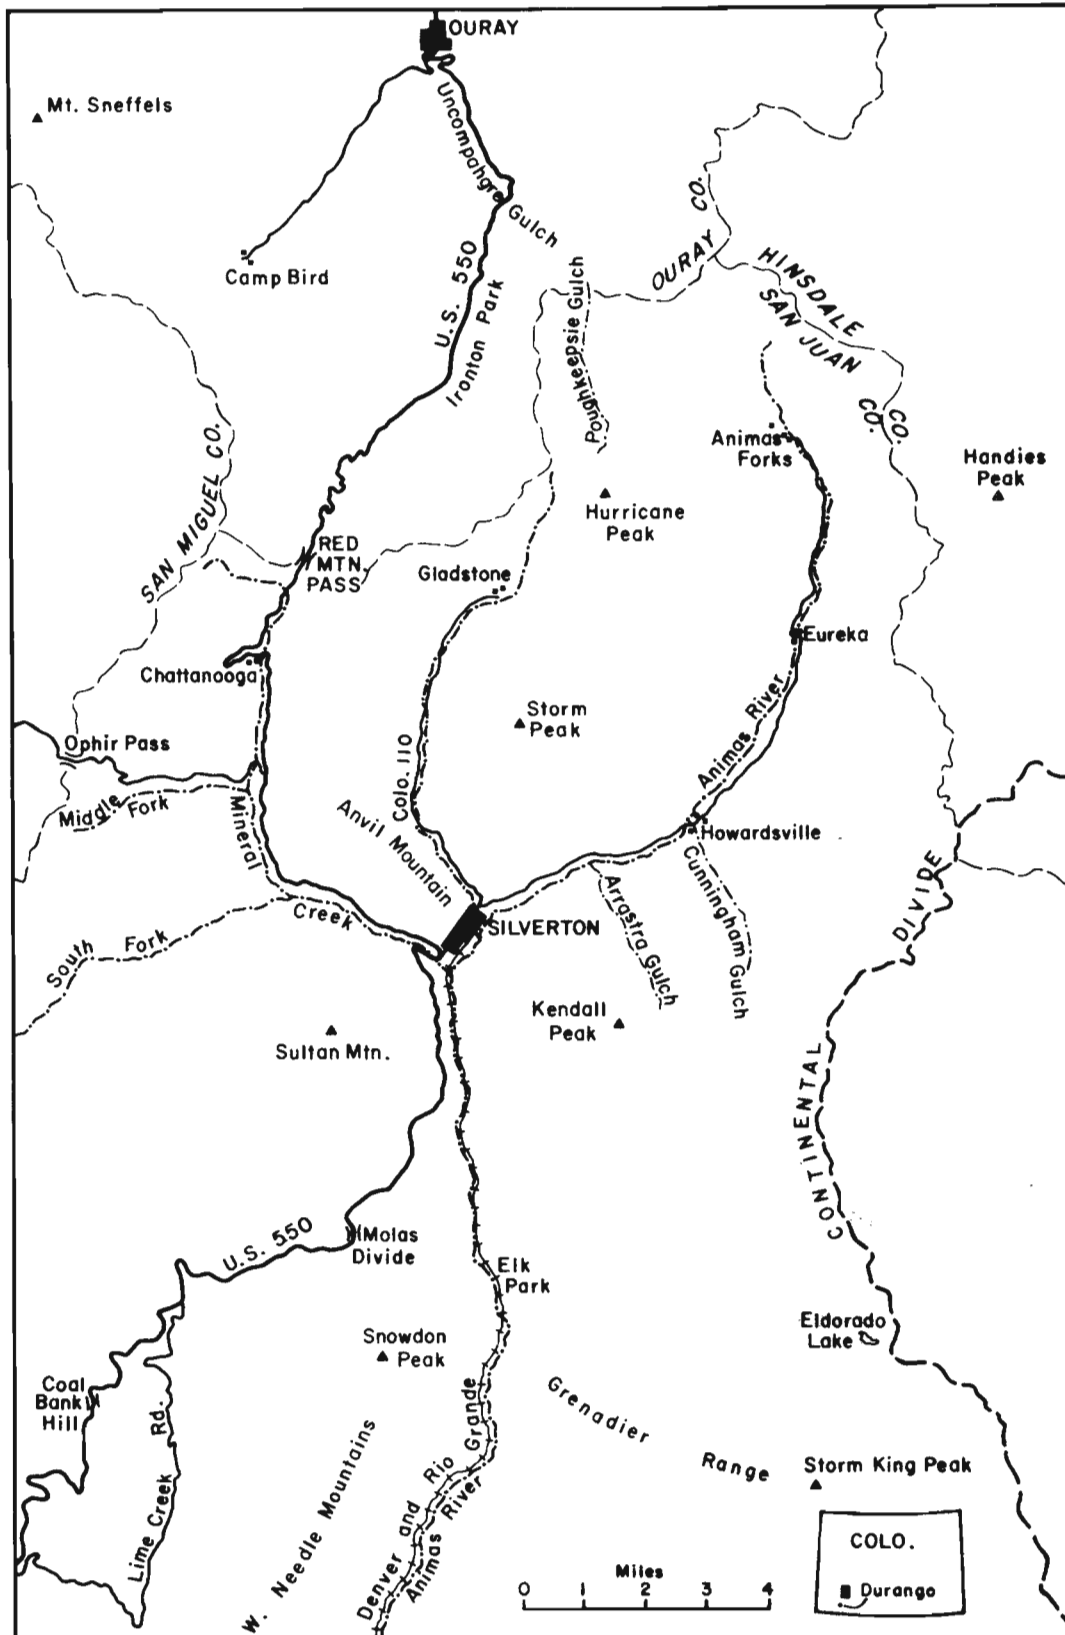 OURAY
Mt. Sneffels
Uncompahgre
Gulch
Camp Bird
U.S. 550
Ironton Park
Poughkeepsie Gulch
OURAY CO.
HINSDALE CO.
SAN JUAN CO.
SAN MIGUEL CO.
Animas
Forks
Handies
Peak
Hurricane
Peak
RED
MTN.
PASS
Gladstone
Eureka
Chattanooga
Storm
Peak
Ophir Pass
Animas River
Colo. 110
Middle Fork
Mineral
Creek
Anvil Mountain
Howardsville
Cunningham Gulch
Arrastra Gulch
SILVERTON
South Fork
CONTINENTAL DIVIDE
Kendall
Peak
Sultan Mtn.
U.S. 550
Molas
Divide
Elk
Park
Snowdon
Peak
Eldorado
Lake
Coal
Bank
Hill
Lime Creek Rd.
Grenadier Range
Storm King Peak
W. Needle Mountains
Denver and Rio Grande
Animas River
Miles
0 1 2 3 4
COLO.
Durango